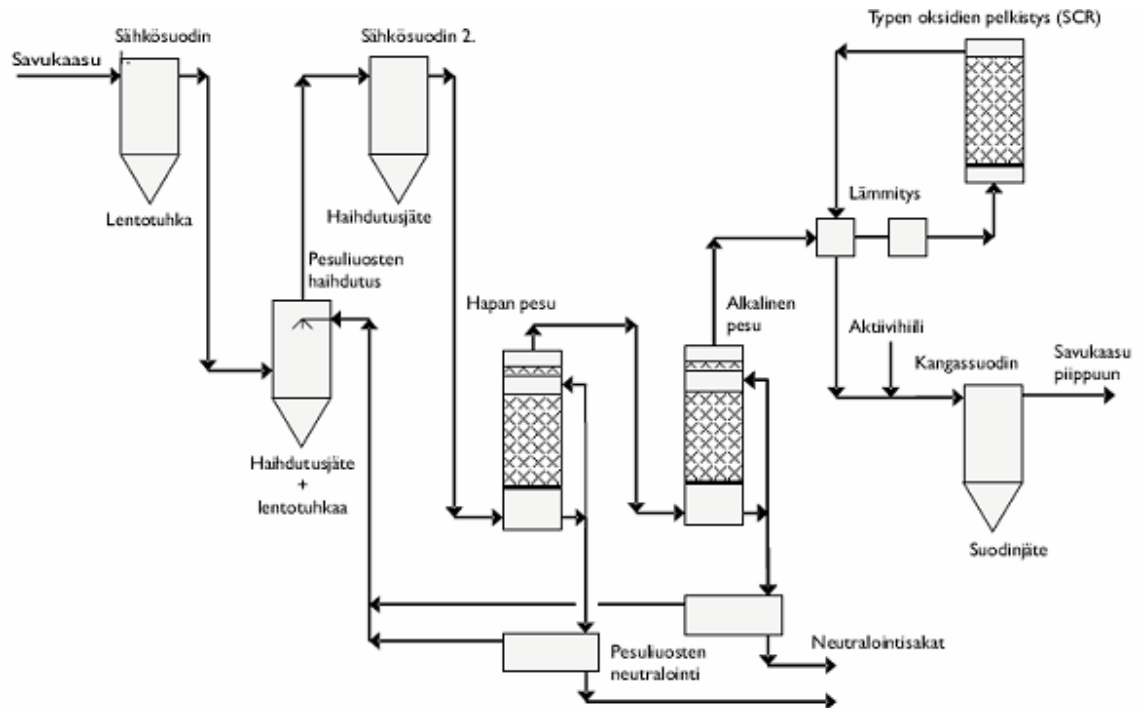 Typen oksidien pelkistys (SCR)
Sähkösuodin
Sähkösuodin 2.
Savukaasu
Lentotuhka
Haihdutusjäte
Lämmitys
Pesuliuosten
haihdutus
Hapan pesu
Alkalinen
pesu
Aktiivihiili
Kangassuodin
Savukaasu
piippuun
Haihdutusjäte
+
lentotuhkaa
Suodinjäte
Pesuliuosten
neutralointi
Neutralointisakat